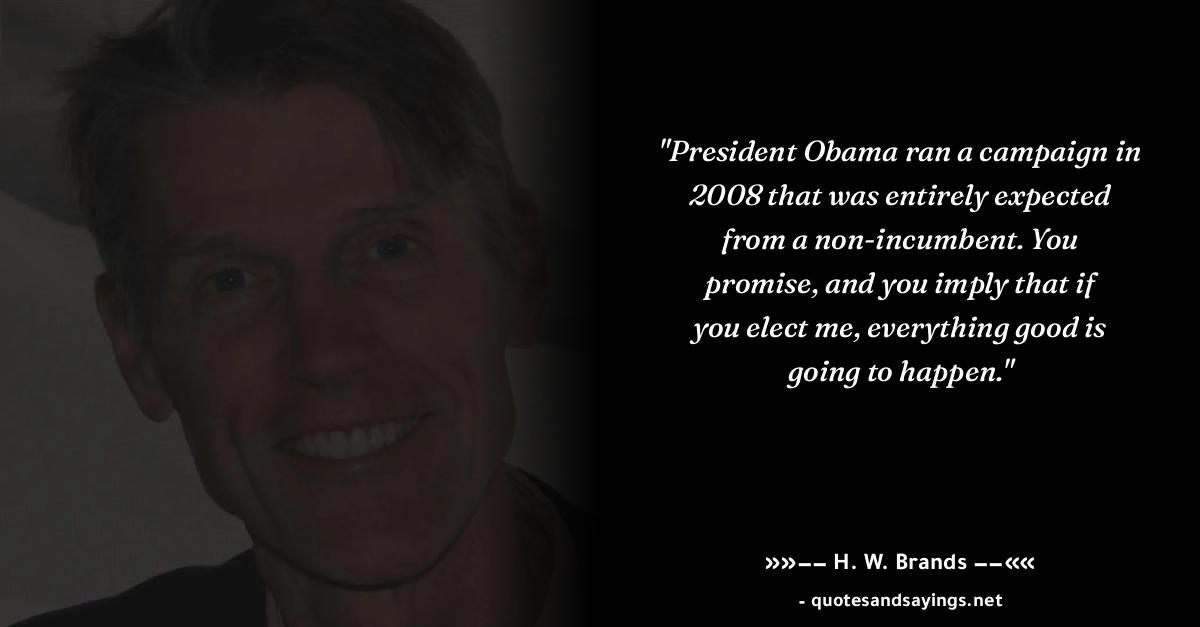 "President Obama ran a campaign in
2008 that was entirely expected
from a non-incumbent. You
promise, and you imply that if
you elect me, everything good is
going to happen."
»»−− H. W. Brands −−««
- quotesandsayings.net